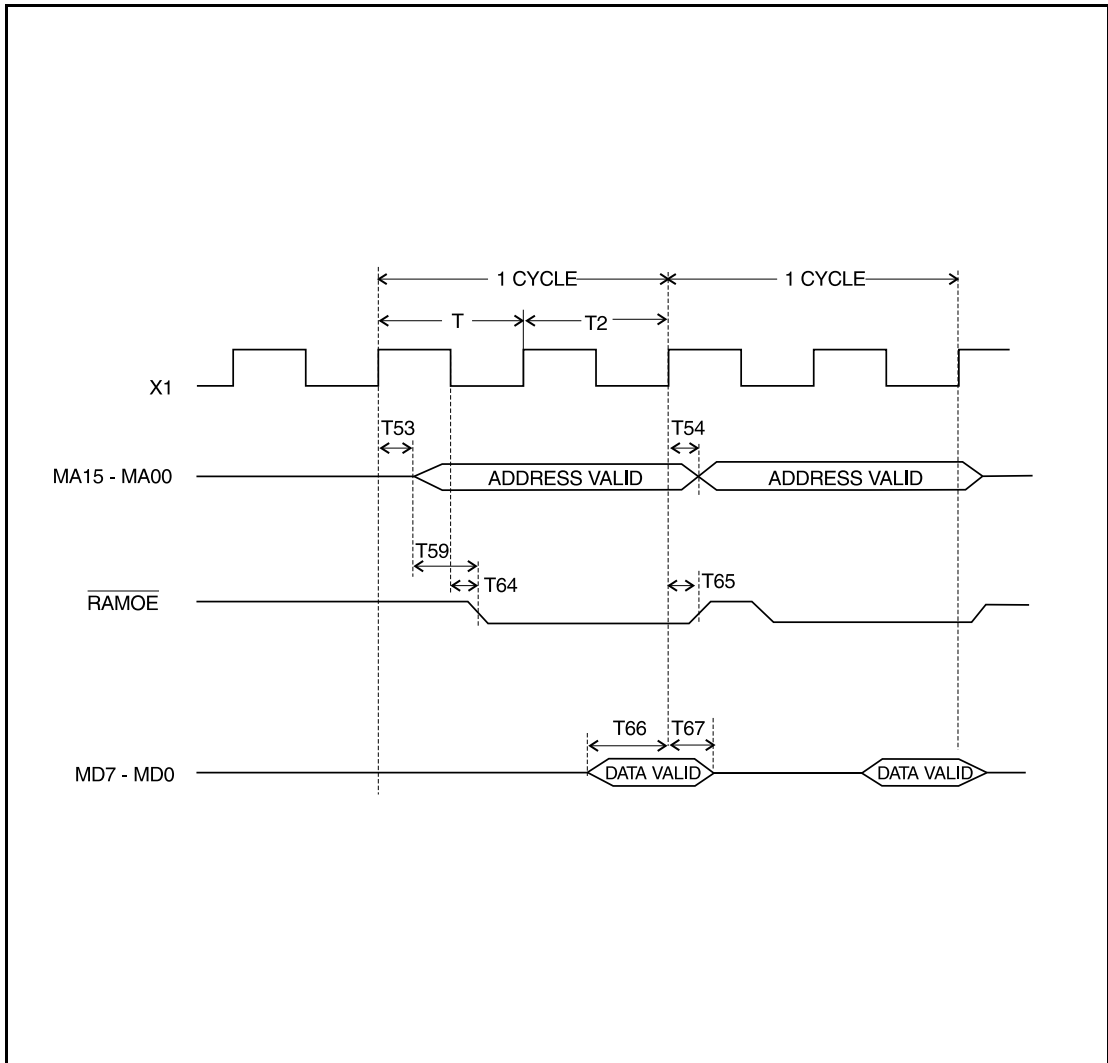 1 CYCLE 1 CYCLE
T T2
X1
T53 T54
MA15 - MA00 ADDRESS VALID ADDRESS VALID
T59
T64 T65
RAMOE
T66 T67
MD7 - MD0 DATA VALID DATA VALID